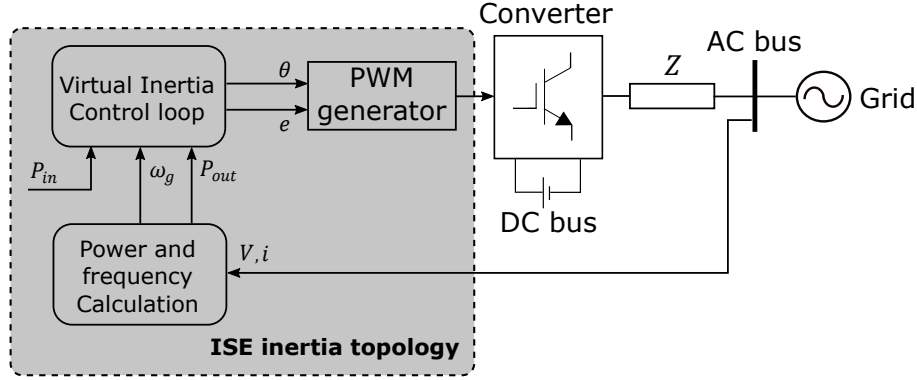 Converter
AC bus
Virtual Inertia
Control loop
θ
e
PWM
generator
Z
Grid
P_in
ω_g
P_out
DC bus
Power and
frequency
Calculation
V, i
ISE inertia topology